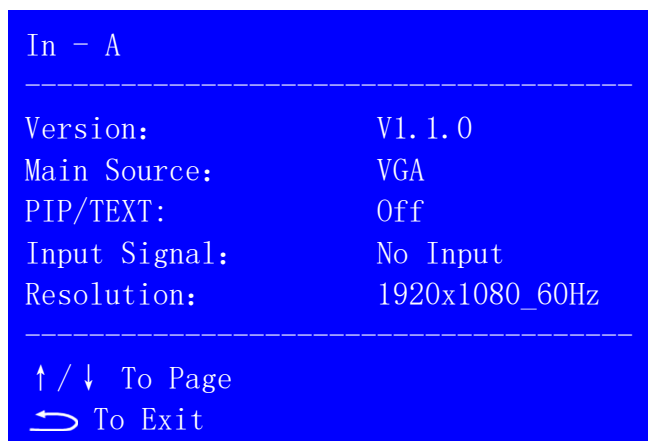 In - A
--------------------------------------
Version： V1.1.0
Main Source： VGA
PIP/TEXT: Off
Input Signal： No Input
Resolution： 1920x1080_60Hz
--------------------------------------
↑/↓ To Page
⮌ To Exit